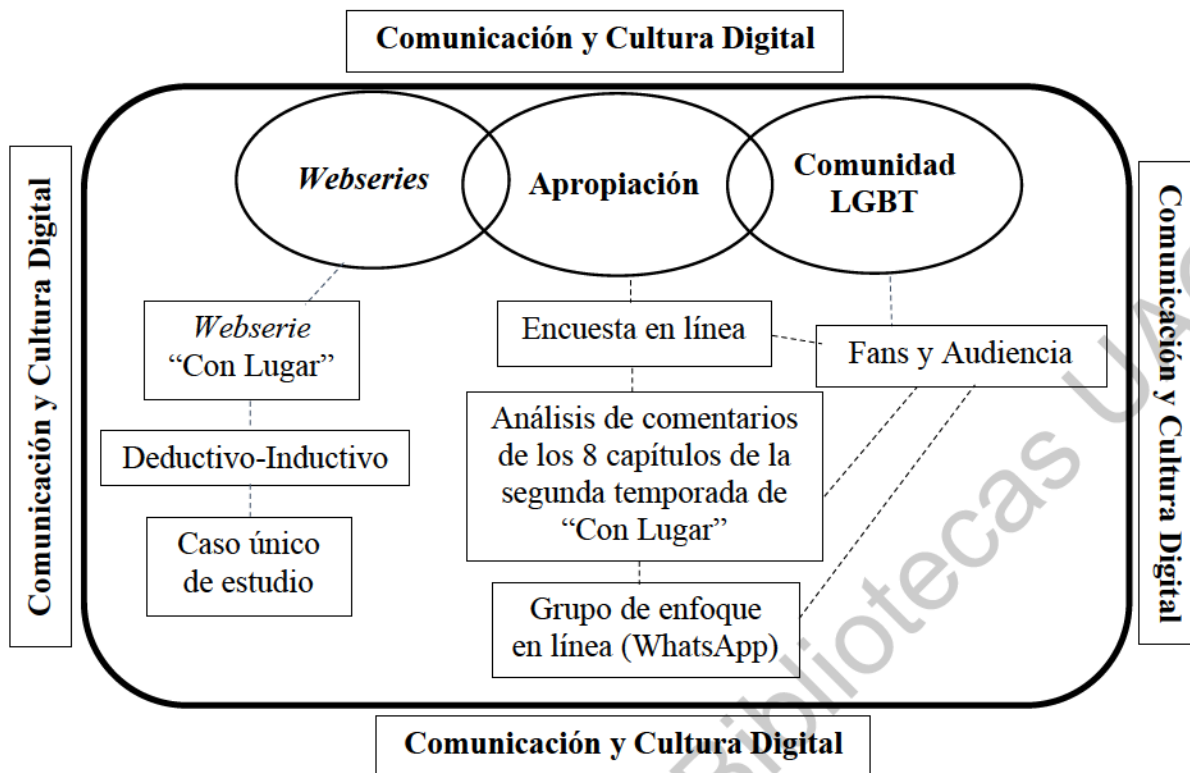 Comunicación y Cultura Digital
Comunicación y Cultura Digital
Webseries
Apropiación
Comunidad
LGBT
Comunicación y Cultura Digital
Webserie
“Con Lugar”
Encuesta en línea
Fans y Audiencia
Deductivo-Inductivo
Análisis de comentarios
de los 8 capítulos de la
segunda temporada de
“Con Lugar”
Caso único
de estudio
Grupo de enfoque
en línea (WhatsApp)
Comunicación y Cultura Digital
Bibliotecas